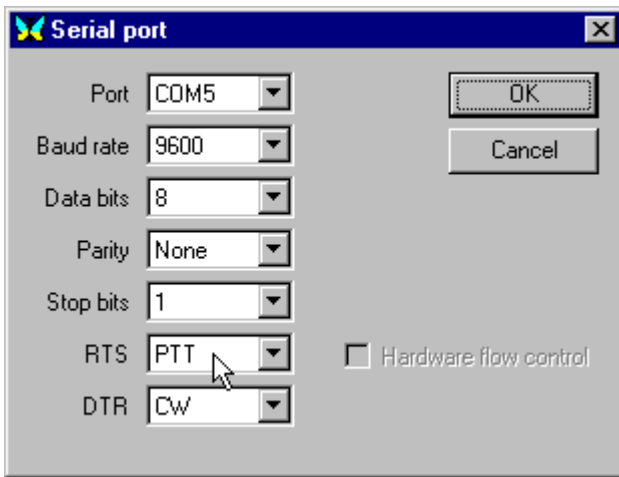 Serial port
Port COM5 OK
Baud rate 9600 Cancel
Data bits 8
Parity None
Stop bits 1
RTS PTT Hardware flow control
DTR CW